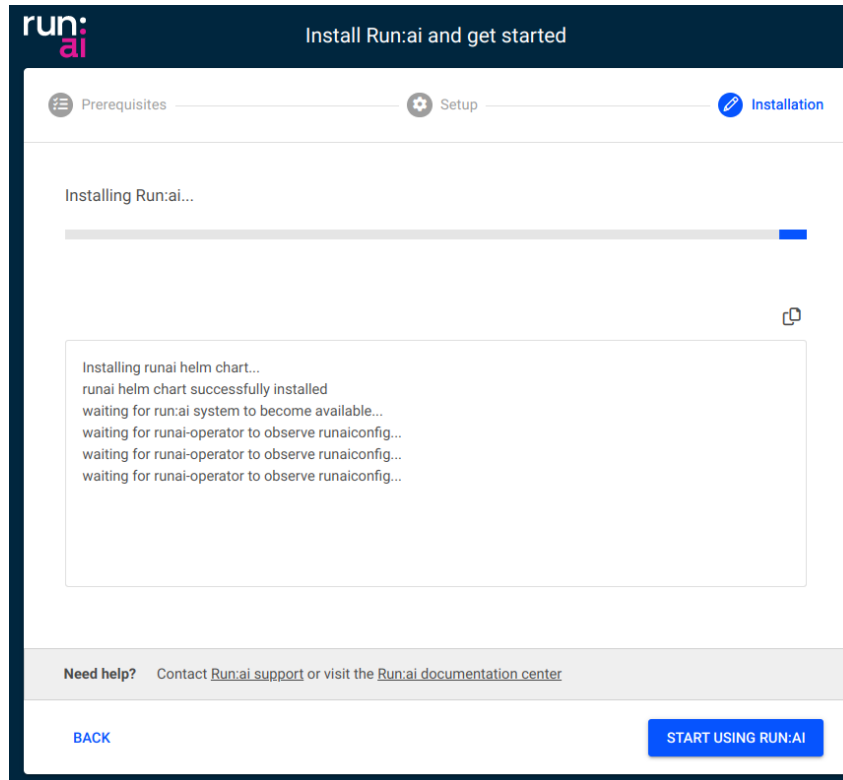 run:
ai
Install Run:ai and get started
Prerequisites
Setup
Installation
Installing Run:ai...
Installing runai helm chart...
runai helm chart successfully installed
waiting for run:ai system to become available...
waiting for runai-operator to observe runaiconfig...
waiting for runai-operator to observe runaiconfig...
waiting for runai-operator to observe runaiconfig...
Need help? Contact Run:ai support or visit the Run:ai documentation center
BACK
START USING RUN:AI